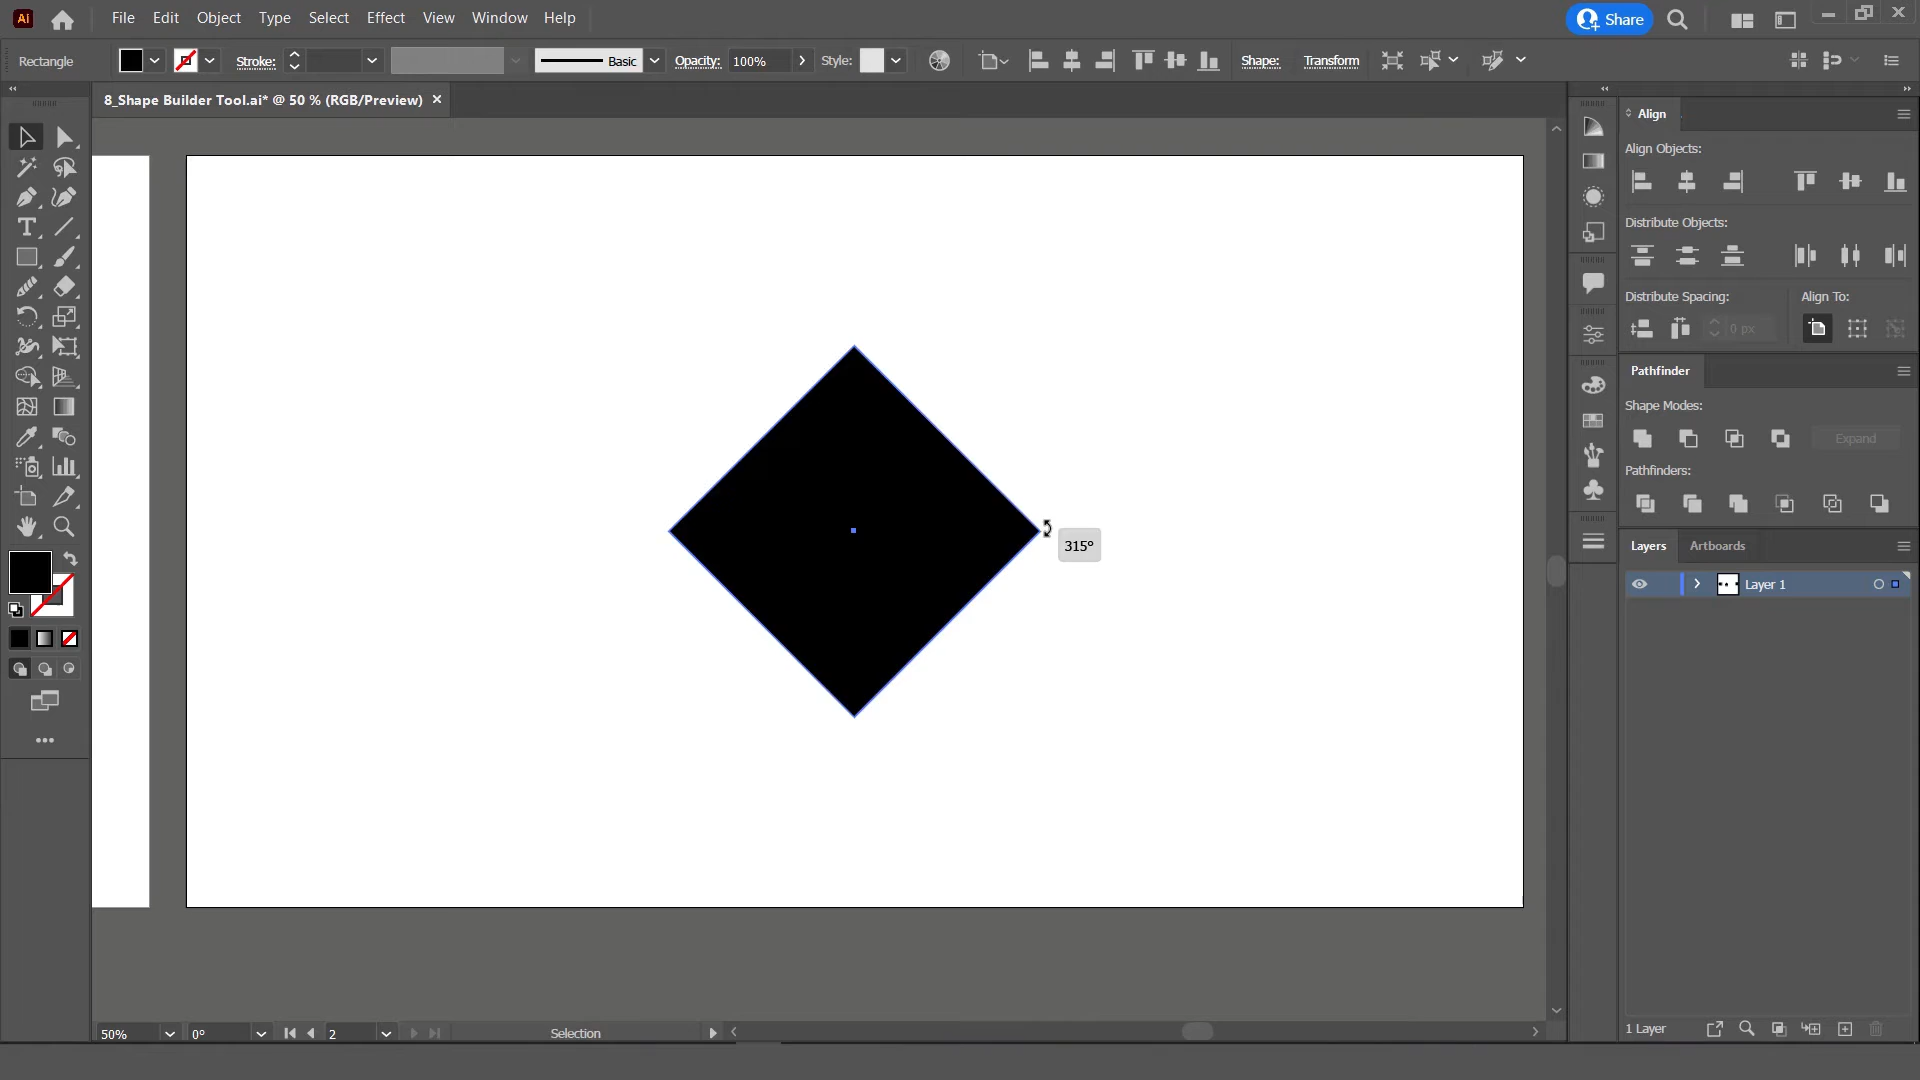 Ai File Edit Object Type Select Effect View Window Help Share
Rectangle Stroke: Basic Opacity: 100% Style: Shape: Transform
8_Shape Builder Tool.ai* @ 50 % (RGB/Preview)
Align
Align Objects:
Distribute Objects:
Distribute Spacing: Align To:
0 px
Pathfinder
Shape Modes:
Expand
Pathfinders:
315°
Layers Artboards
Layer 1
1 Layer
50% 0° 2 Selection